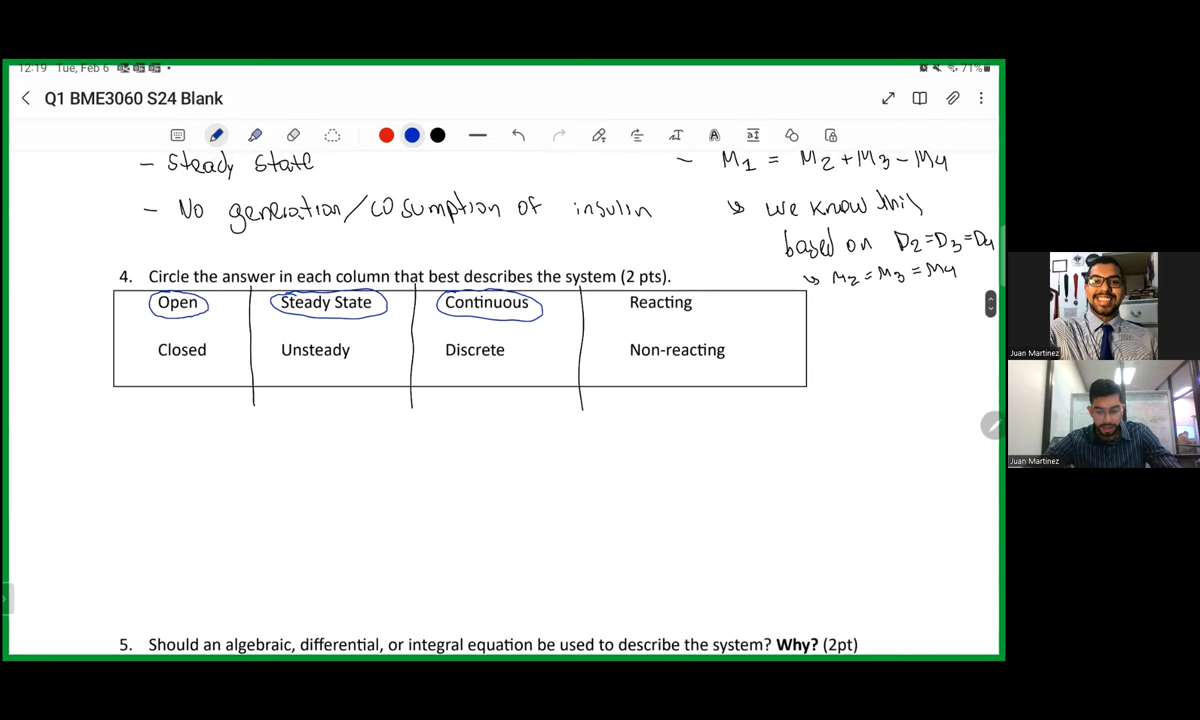 12:19 Tue, Feb 6 71%
Q1 BME3060 S24 Blank
- Steady State
- M1 = M2 + M3 - M4
- No generation/cosumption of insulin
↳ we know this
based on D2=D3=D4
↳ M2 = M3 = M4
4. Circle the answer in each column that best describes the system (2 pts).
Open Steady State Continuous Reacting
Closed Unsteady Discrete Non-reacting
5. Should an algebraic, differential, or integral equation be used to describe the system? Why? (2pt)
Juan Martinez
Juan Martinez